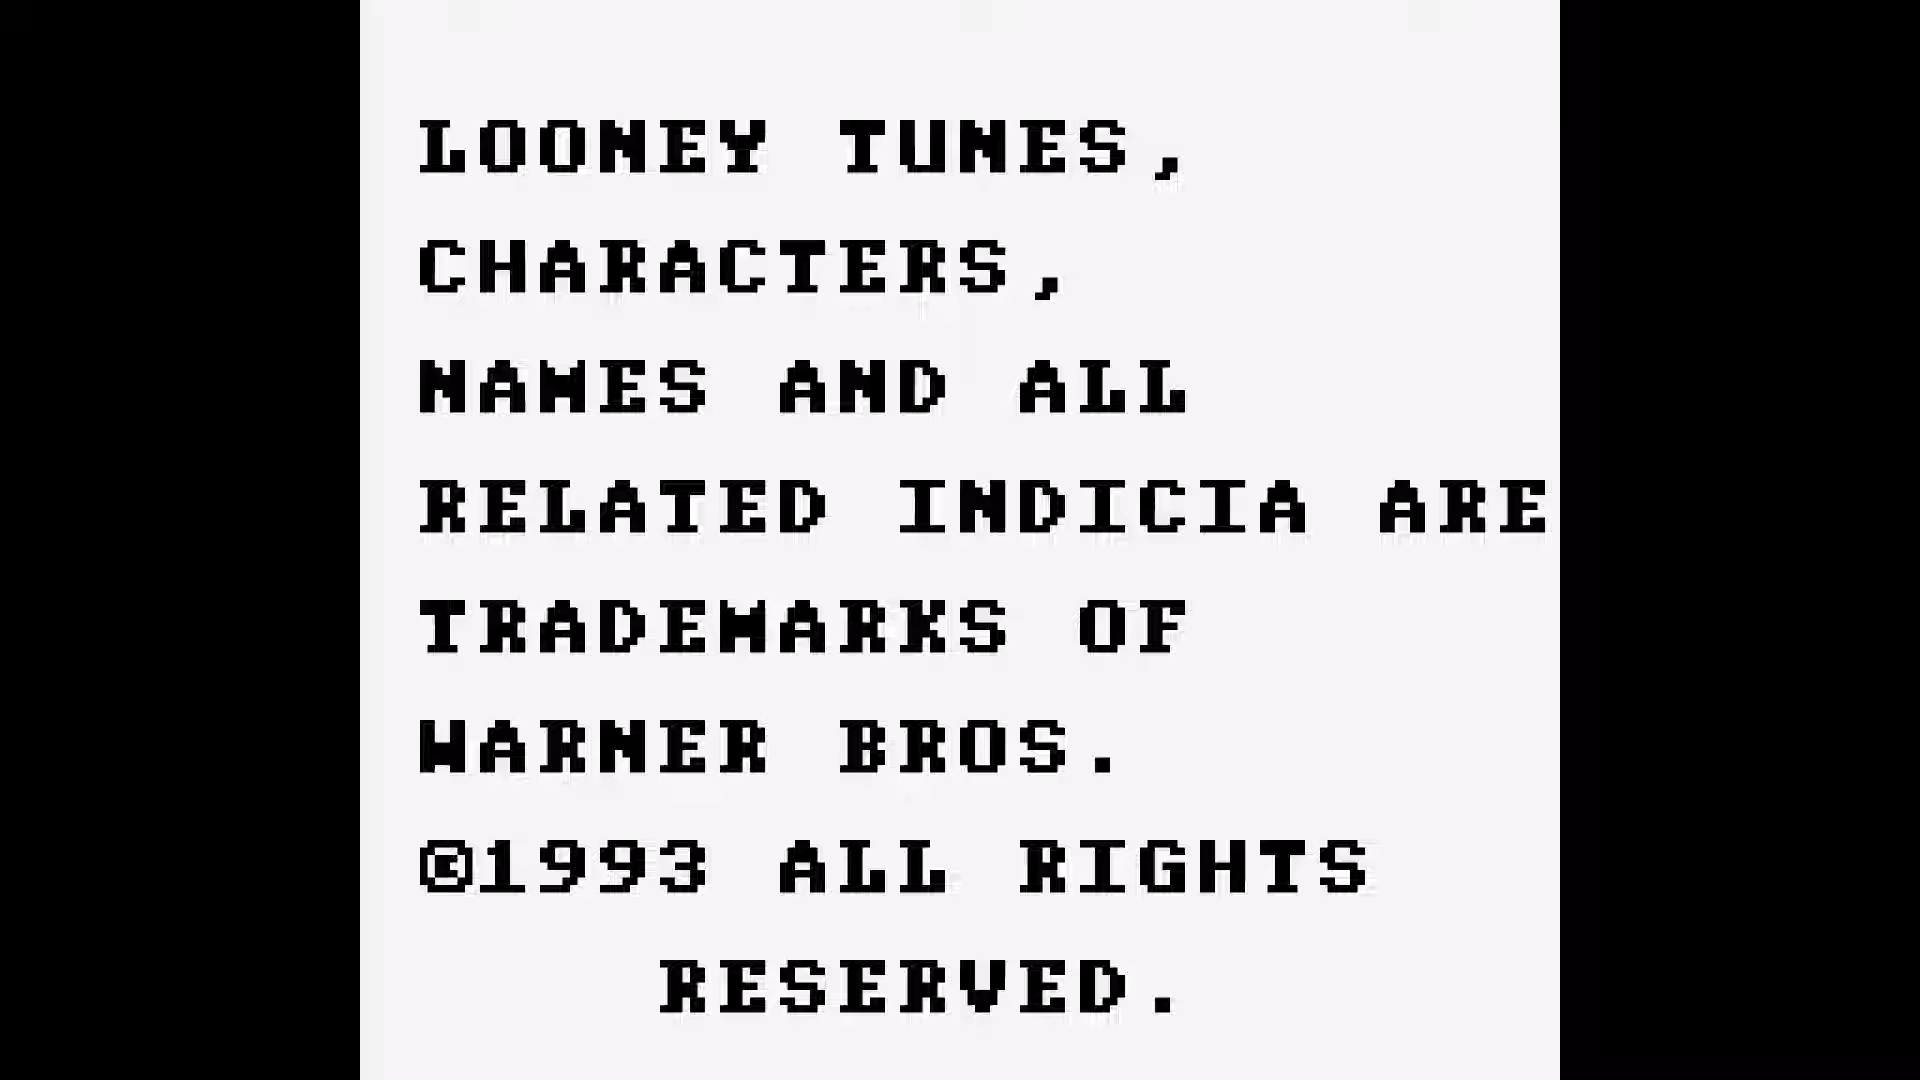 LOONEY TUNES,
CHARACTERS,
NAMES AND ALL
RELATED INDICIA ARE
TRADEMARKS OF
WARNER BROS.
©1993 ALL RIGHTS
RESERVED.